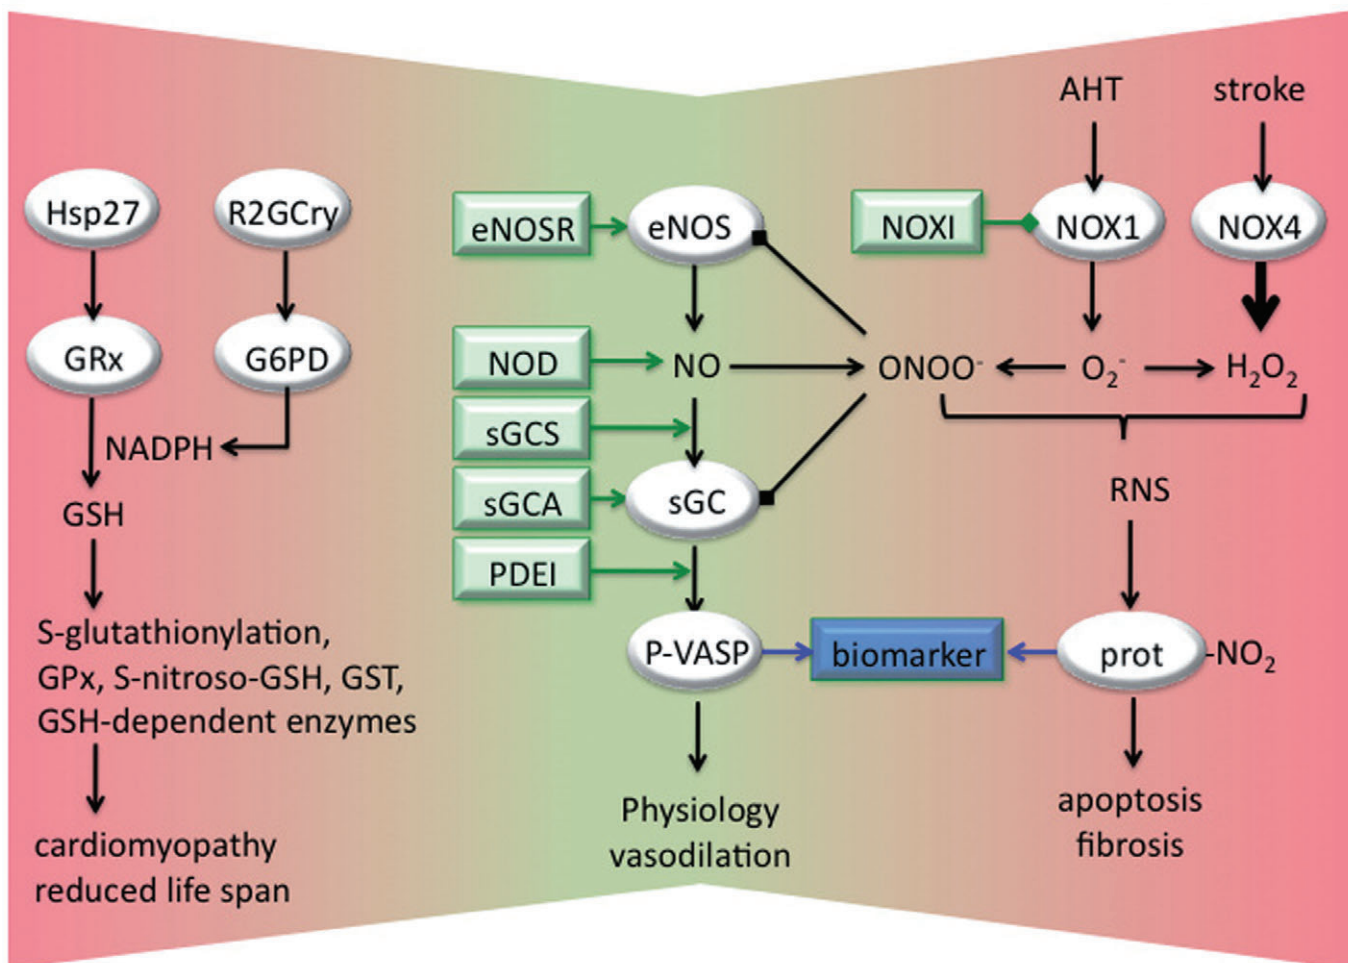 AHT
stroke
Hsp27
R2GCry
eNOSR
eNOS
NOXI
NOX1
NOX4
GRx
G6PD
NOD
NO
ONOO⁻
O₂⁻
H₂O₂
NADPH
sGCS
GSH
sGCA
sGC
RNS
PDEI
S-glutathionylation,
GPx, S-nitroso-GSH, GST,
GSH-dependent enzymes
P-VASP
biomarker
prot
-NO₂
cardiomyopathy
reduced life span
Physiology
vasodilation
apoptosis
fibrosis